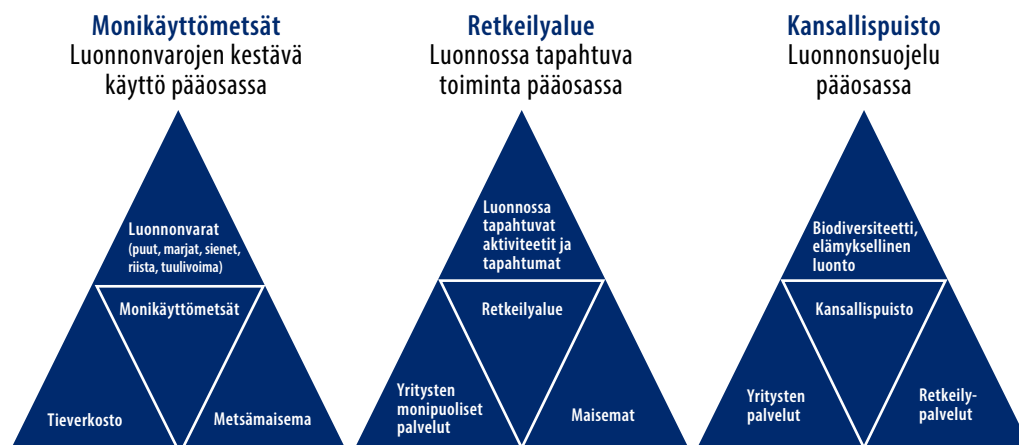 Monikäyttömetsät
Luonnonvarojen kestävä
käyttö pääosassa
Luonnonvarat
(puut, marjat, sienet,
riista, tuulivoima)
Monikäyttömetsät
Tieverkosto
Metsämaisema
Retkeilyalue
Luonnossa tapahtuva
toiminta pääosassa
Luonnossa
tapahtuvat
aktiviteetit ja
tapahtumat
Retkeilyalue
Yritysten
monipuoliset
palvelut
Maisemat
Kansallispuisto
Luonnonsuojelu
pääosassa
Biodiversiteetti,
elämyksellinen
luonto
Kansallispuisto
Yritysten
palvelut
Retkeily-
palvelut